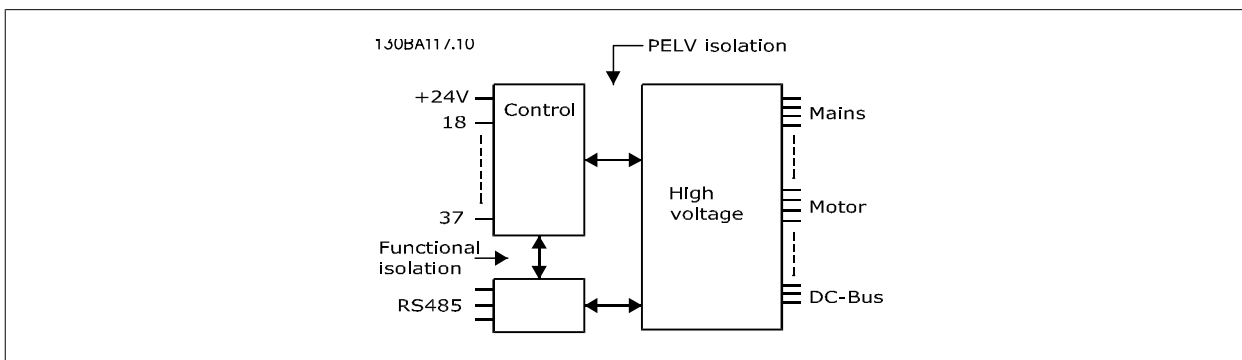 130BA117.10
PELV isolation
+24V
Control
18
Mains
High
voltage
Motor
37
Functional
isolation
RS485
DC-Bus